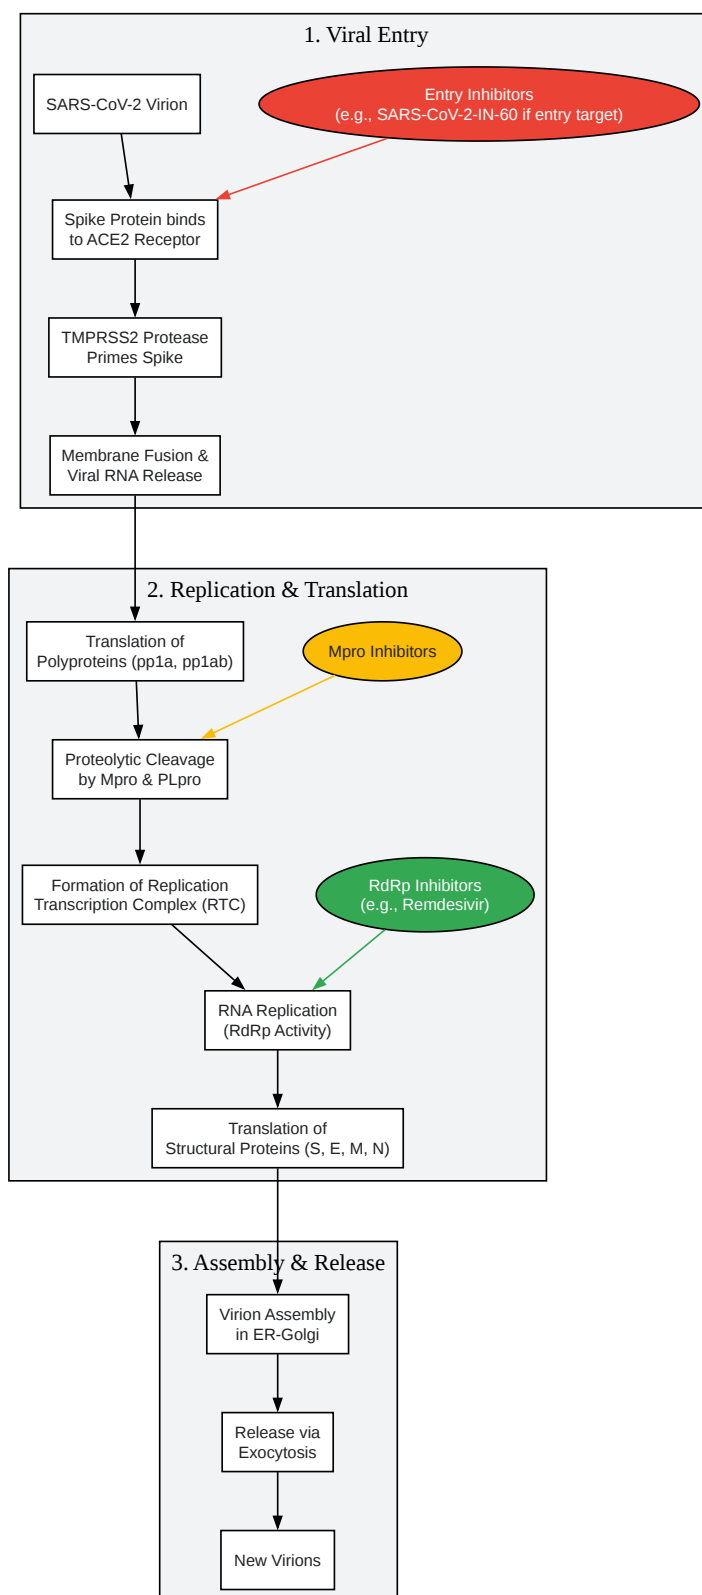 1. Viral Entry
SARS-CoV-2 Virion
Entry Inhibitors
(e.g., SARS-CoV-2-IN-60 if entry target)
Spike Protein binds
to ACE2 Receptor
TMPRSS2 Protease
Primes Spike
Membrane Fusion &
Viral RNA Release
2. Replication & Translation
Translation of
Polyproteins (pp1a, pp1ab)
Mpro Inhibitors
Proteolytic Cleavage
by Mpro & PLpro
Formation of Replication
Transcription Complex (RTC)
RdRp Inhibitors
(e.g., Remdesivir)
RNA Replication
(RdRp Activity)
Translation of
Structural Proteins (S, E, M, N)
3. Assembly & Release
Virion Assembly
in ER-Golgi
Release via
Exocytosis
New Virions